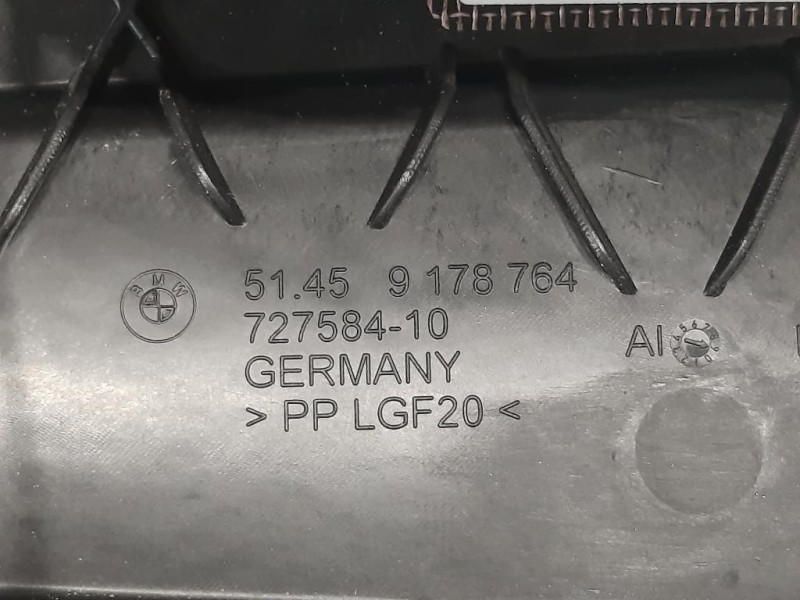 BMW 51.45 9 178 764
727584-10
AI
GERMANY
> PP LGF20 <